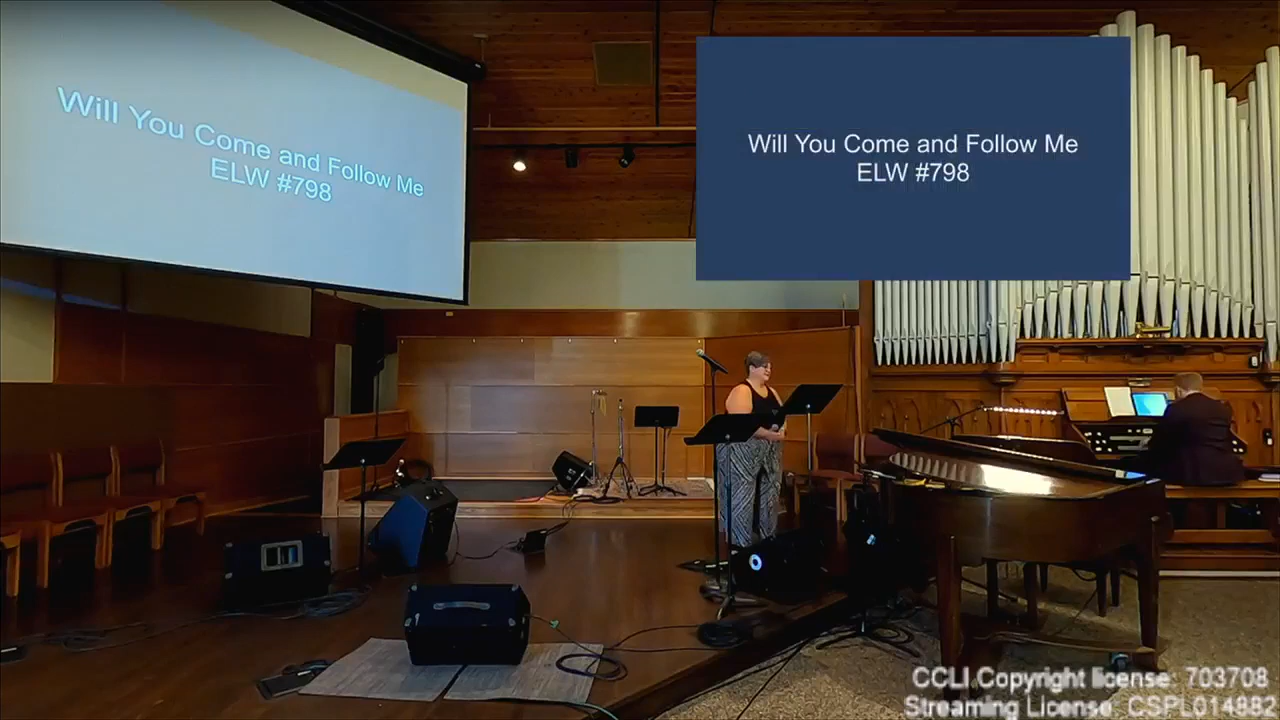 Will You Come and Follow Me
ELW #798
Will You Come and Follow Me
ELW #798
CCLI Copyright license: 703708
Streaming License: CSPL014882